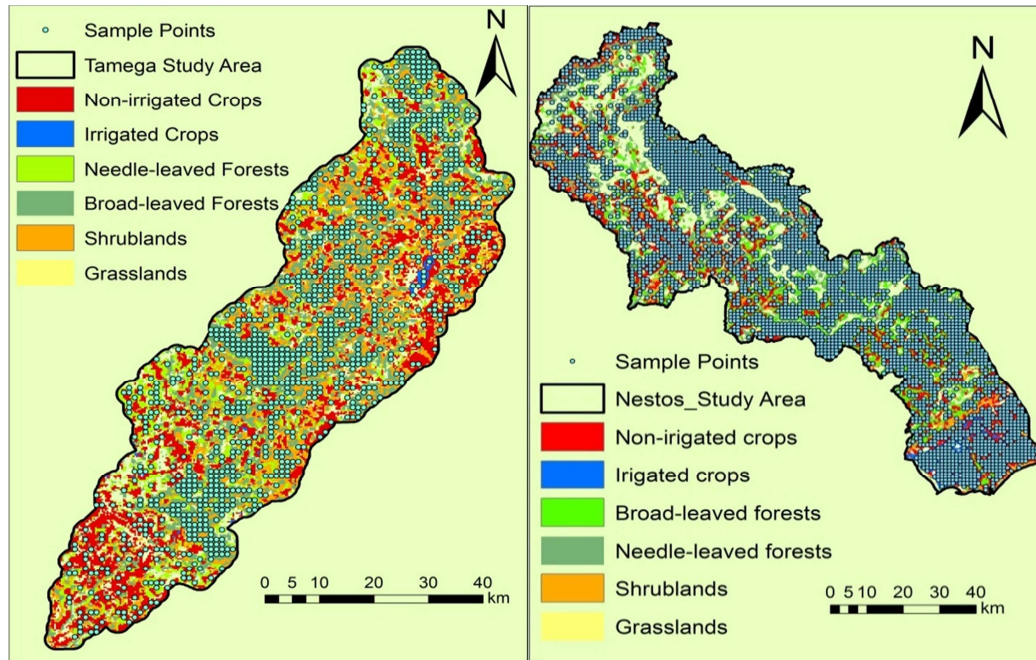 N
Sample Points
Tamega Study Area
Non-irrigated Crops
Irrigated Crops
Needle-leaved Forests
Broad-leaved Forests
Shrublands
Grasslands
0 5 10 20 30 40
km
N
Sample Points
Nestos_Study Area
Non-irigated crops
Irigated crops
Broad-leaved forests
Needle-leaved forests
Shrublands
Grasslands
0 5 10 20 30 40
km